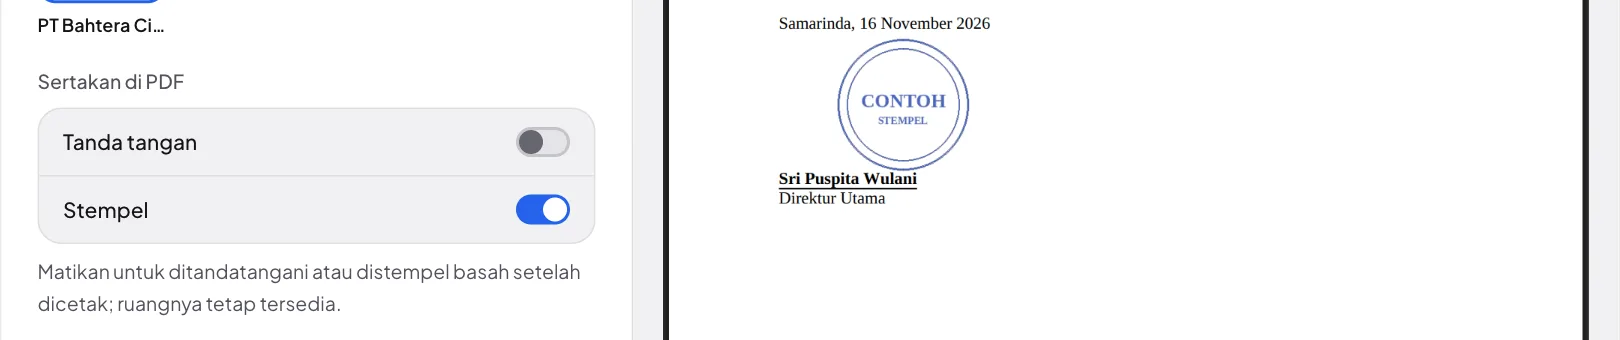 PT Bahtera Ci...
Sertakan di PDF
Tanda tangan
Stempel
Matikan untuk ditandatangani atau distempel basah setelah
dicetak; ruangnya tetap tersedia.
Samarinda, 16 November 2026
CONTOH
STEMPEL
Sri Puspita Wulani
Direktur Utama